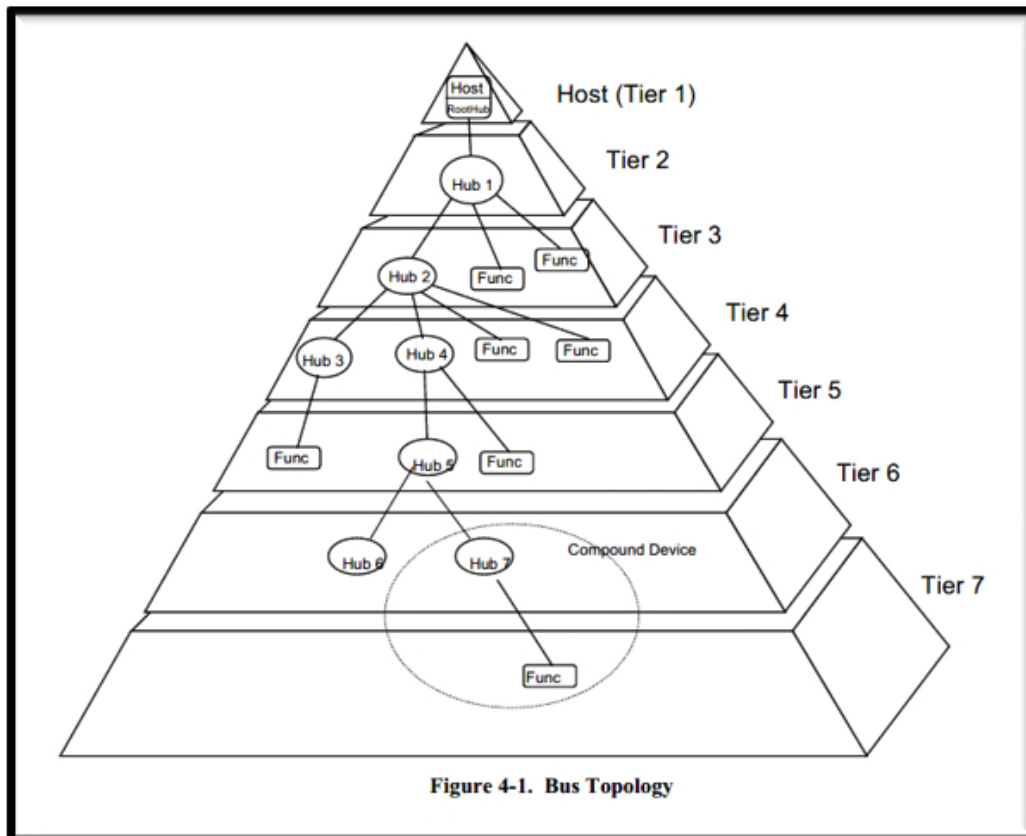 Host
RootHub
Host (Tier 1)
Tier 2
Hub 1
Tier 3
Func
Func
Hub 2
Tier 4
Func
Func
Hub 3
Hub 4
Tier 5
Func
Hub 5
Func
Tier 6
Compound Device
Hub 6
Hub 7
Tier 7
Func
Figure 4-1. Bus Topology